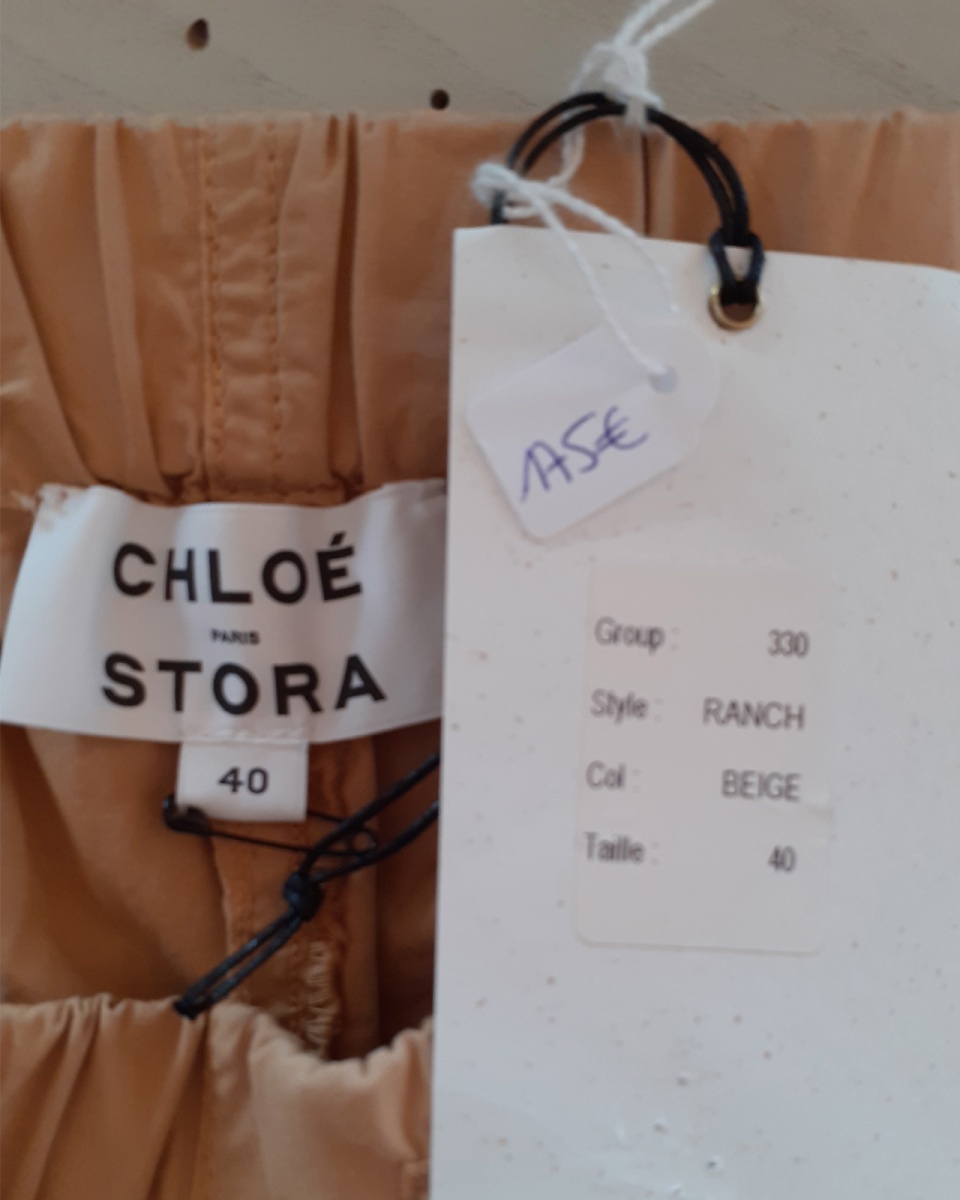 175€
CHLOÉ
PARIS
STORA
40
Group : 330
Style : RANCH
Col : BEIGE
Taille : 40